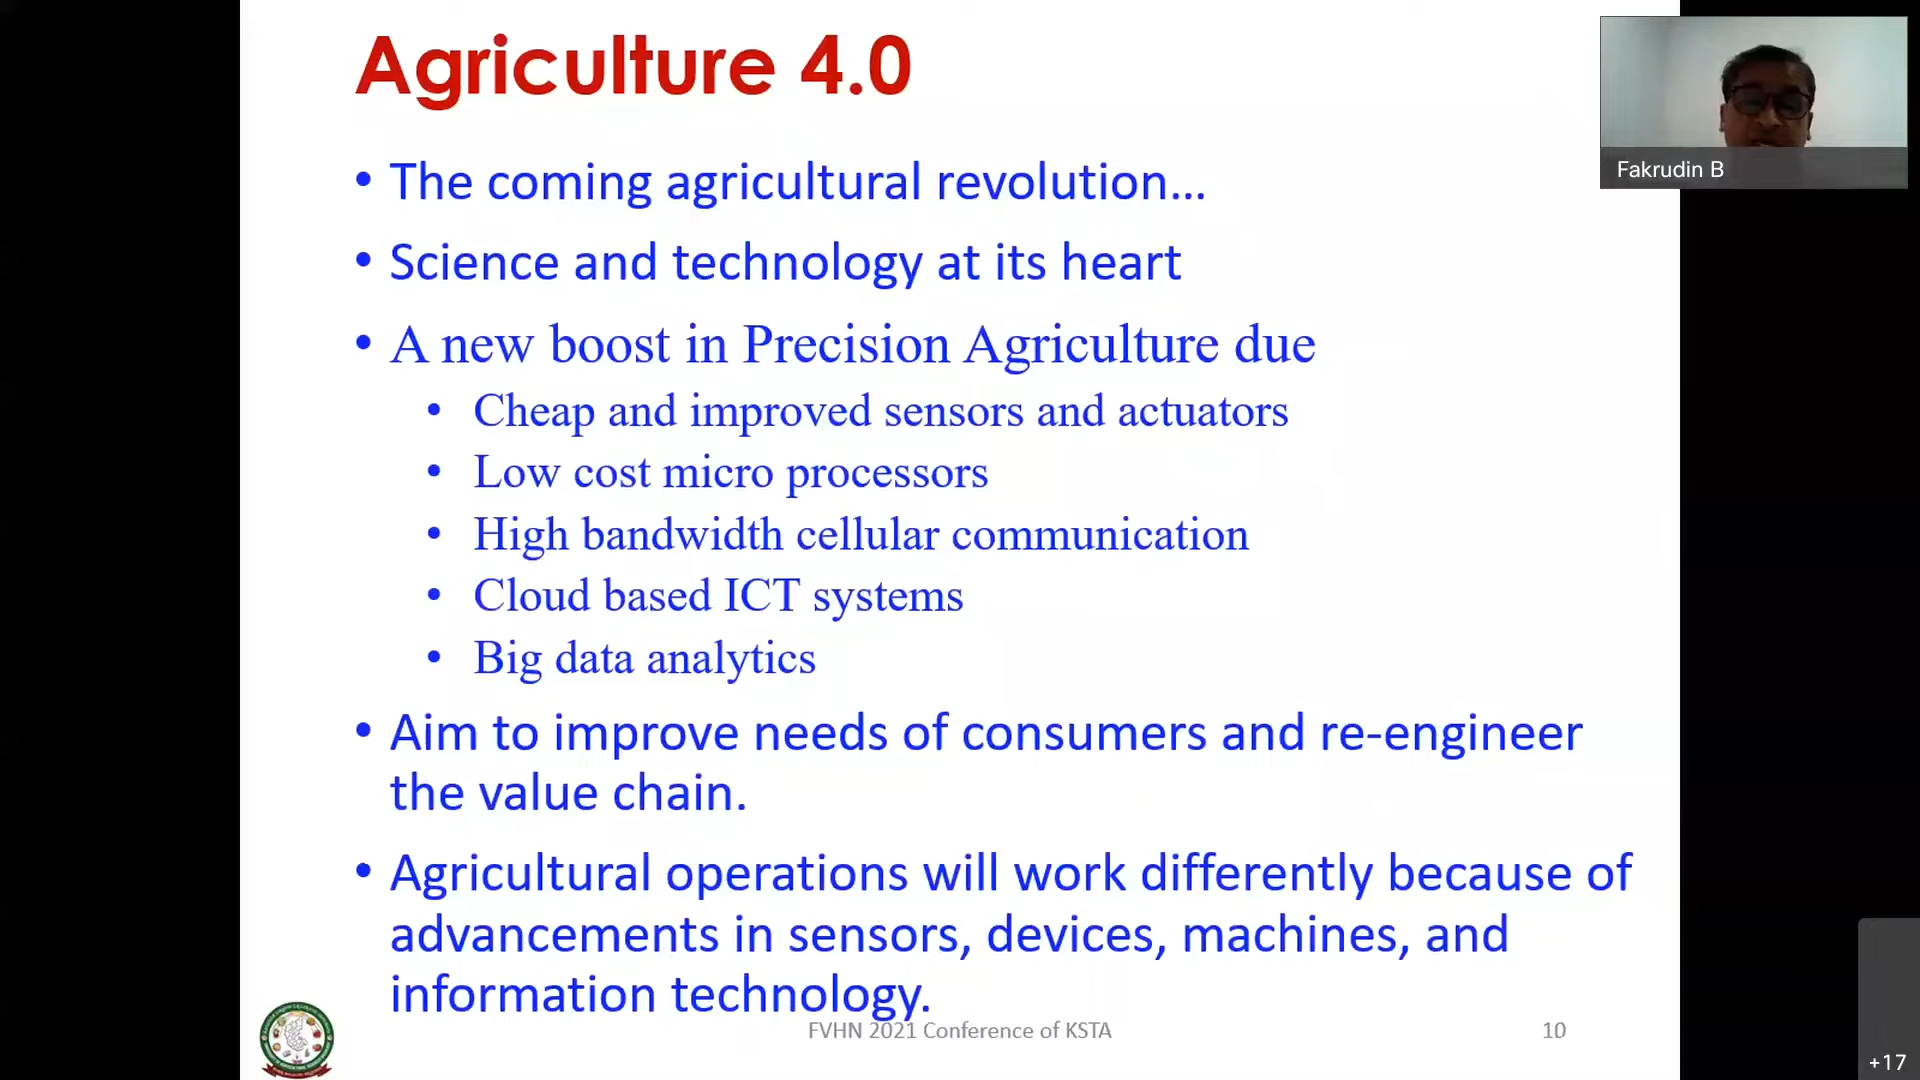 Agriculture 4.0
Fakrudin B
• The coming agricultural revolution...
• Science and technology at its heart
• A new boost in Precision Agriculture due
• Cheap and improved sensors and actuators
• Low cost micro processors
• High bandwidth cellular communication
• Cloud based ICT systems
• Big data analytics
• Aim to improve needs of consumers and re-engineer
the value chain.
• Agricultural operations will work differently because of
advancements in sensors, devices, machines, and
information technology.
FVHN 2021 Conference of KSTA
10
+17